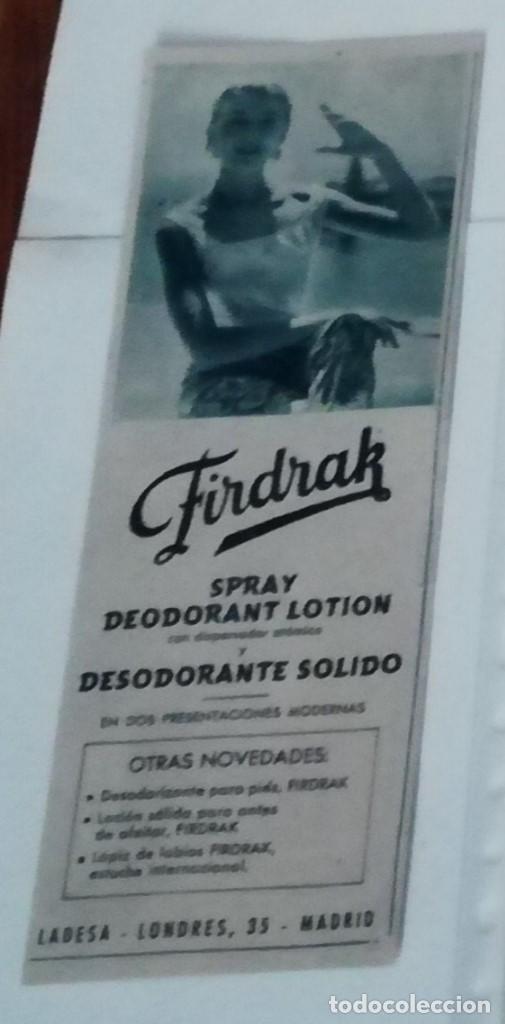 Firdrak
SPRAY
DEODORANT LOTION
con dispensador atómico
y
DESODORANTE SOLIDO
EN DOS PRESENTACIONES MODERNAS
OTRAS NOVEDADES:
• Desodorizante para pies, FIRDRAK
• Loción sólida para antes
de afeitar, FIRDRAK
• Lápiz de labios FIRDRAK,
estuche internacional.
LADESA - LONDRES, 35 - MADRID
todocoleccion